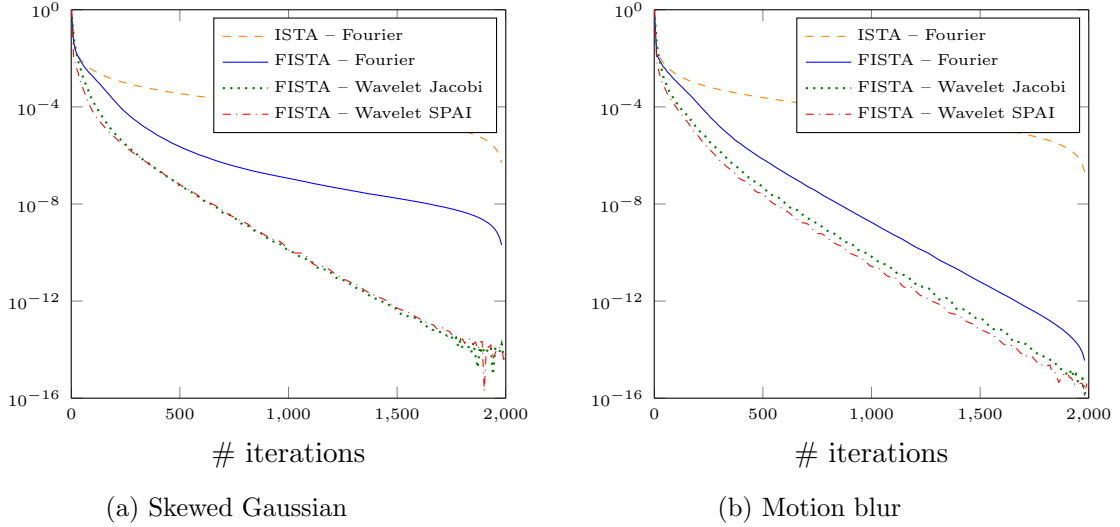 10^0
10^−4
10^−8
10^−12
10^−16
0
500
1,000
1,500
2,000
ISTA – Fourier
FISTA – Fourier
FISTA – Wavelet Jacobi
FISTA – Wavelet SPAI
# iterations
(a) Skewed Gaussian
10^0
10^−4
10^−8
10^−12
10^−16
0
500
1,000
1,500
2,000
ISTA – Fourier
FISTA – Fourier
FISTA – Wavelet Jacobi
FISTA – Wavelet SPAI
# iterations
(b) Motion blur